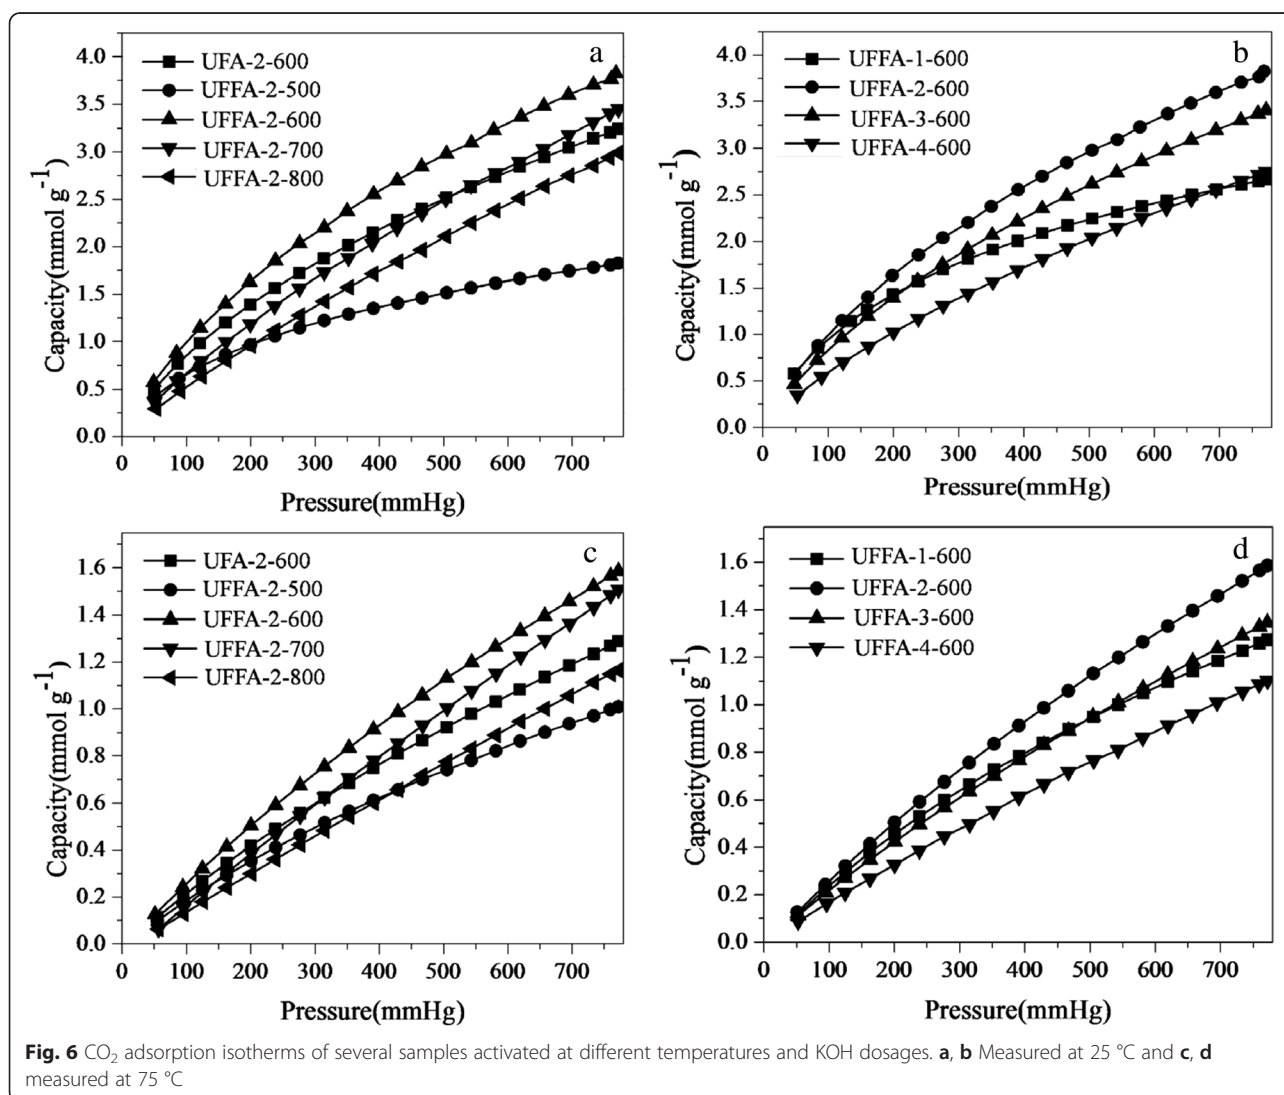 a
UFA-2-600
UFFA-2-500
UFFA-2-600
UFFA-2-700
UFFA-2-800
Capacity(mmol g⁻¹)
4.0
3.5
3.0
2.5
2.0
1.5
1.0
0.5
0.0
0 100 200 300 400 500 600 700
Pressure(mmHg)
b
UFFA-1-600
UFFA-2-600
UFFA-3-600
UFFA-4-600
Capacity(mmol g⁻¹)
4.0
3.5
3.0
2.5
2.0
1.5
1.0
0.5
0.0
0 100 200 300 400 500 600 700
Pressure(mmHg)
c
UFA-2-600
UFFA-2-500
UFFA-2-600
UFFA-2-700
UFFA-2-800
Capacity(mmol g⁻¹)
1.6
1.4
1.2
1.0
0.8
0.6
0.4
0.2
0.0
0 100 200 300 400 500 600 700
Pressure(mmHg)
d
UFFA-1-600
UFFA-2-600
UFFA-3-600
UFFA-4-600
Capacity(mmol g⁻¹)
1.6
1.4
1.2
1.0
0.8
0.6
0.4
0.2
0.0
0 100 200 300 400 500 600 700
Pressure(mmHg)
Fig. 6 CO₂ adsorption isotherms of several samples activated at different temperatures and KOH dosages. a, b Measured at 25 °C and c, d
measured at 75 °C